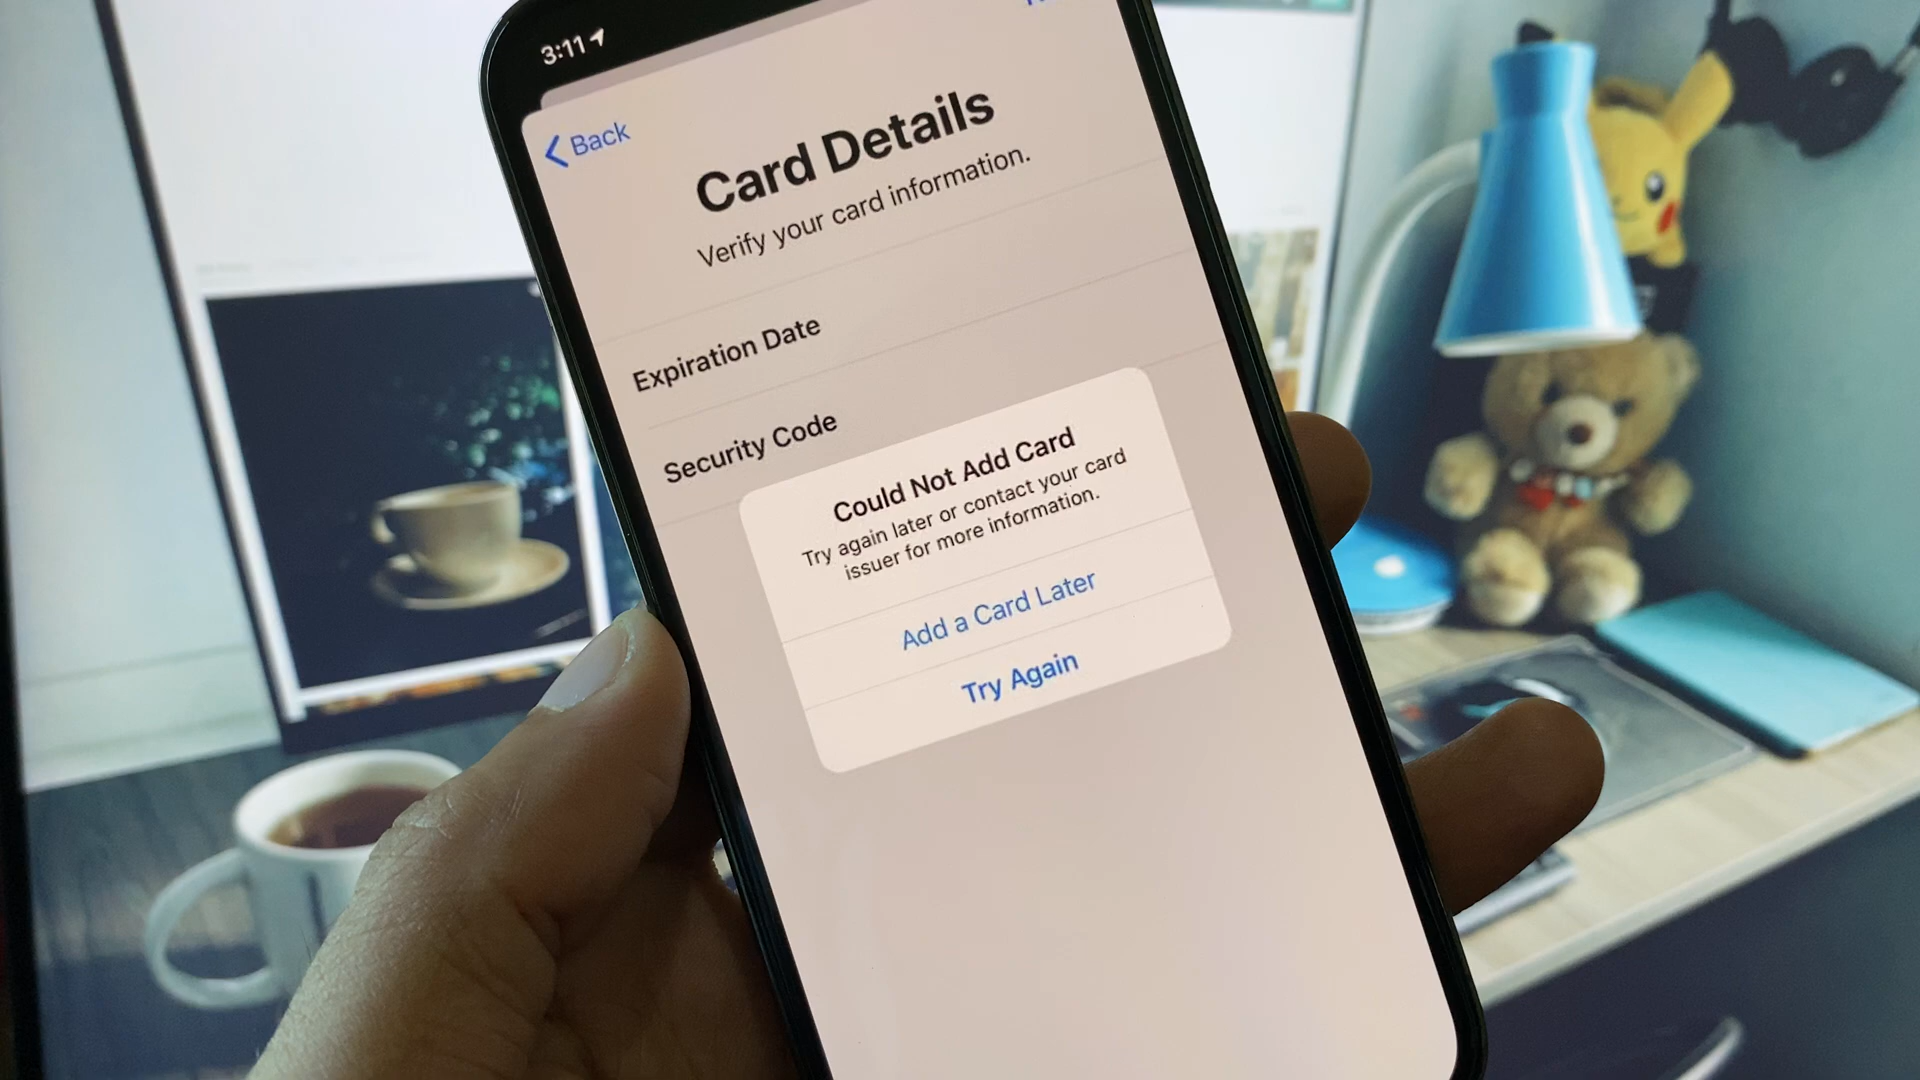 3:11
Back
Card Details
Verify your card information.
Expiration Date
Security Code
Could Not Add Card
Try again later or contact your card
issuer for more information.
Add a Card Later
Try Again